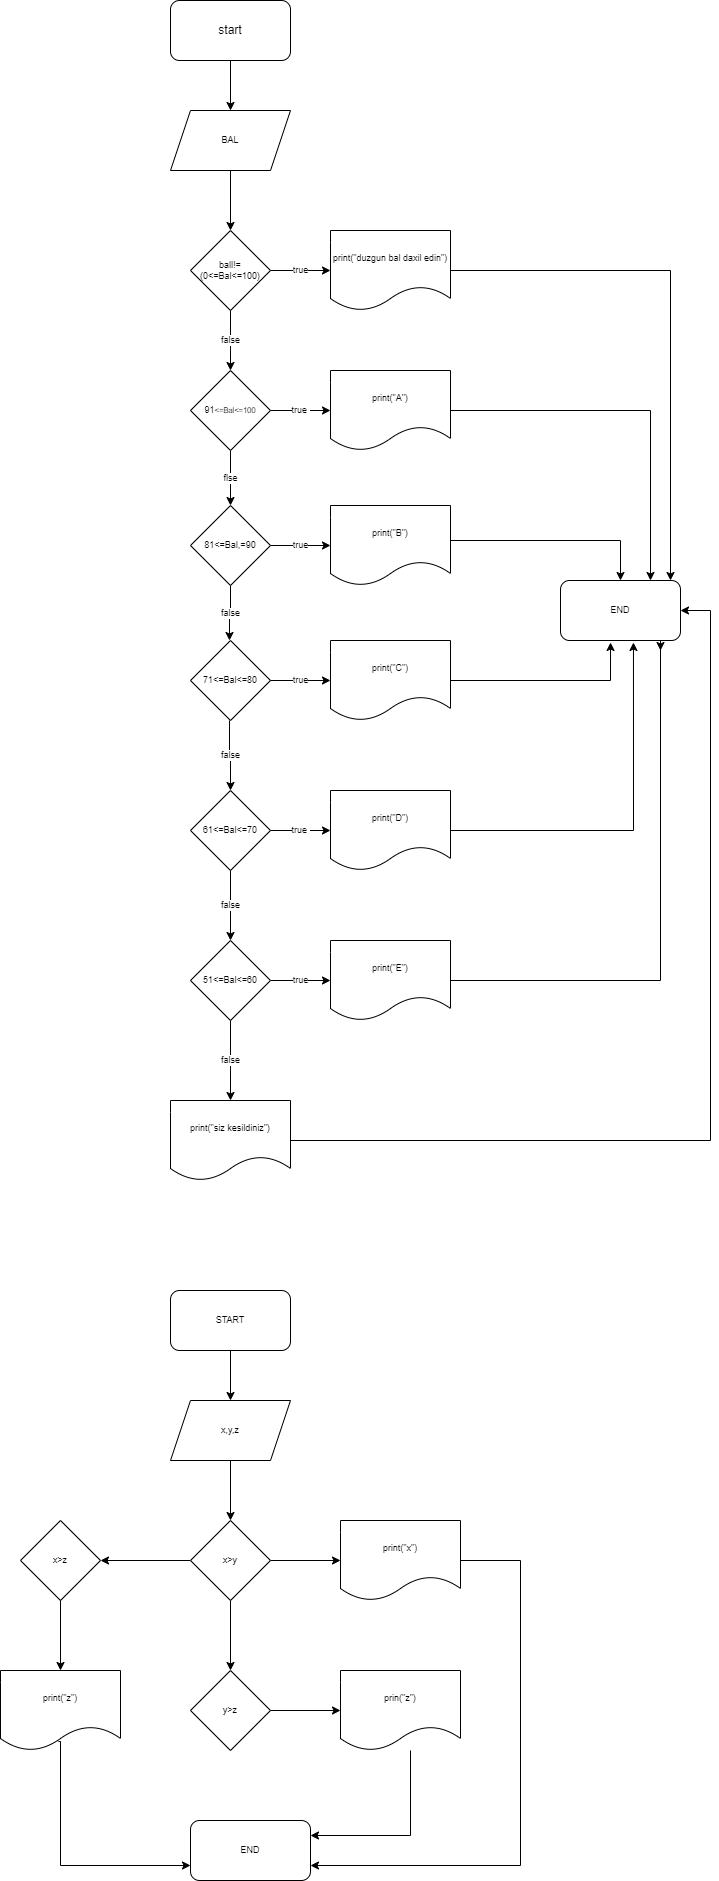 start
BAL
ball!=
(0<=Bal<=100)
true
print("duzgun bal daxil edin")
false
91<=Bal<=100
true
print("A")
flse
81<=Bal,=90
true
print("B")
END
false
71<=Bal<=80
true
print("C")
false
61<=Bal<=70
true
print("D")
false
51<=Bal<=60
true
print("E")
false
print("siz kesildiniz")
START
x,y,z
x>z
x>y
print("x")
print("z")
y>z
prin("z")
END